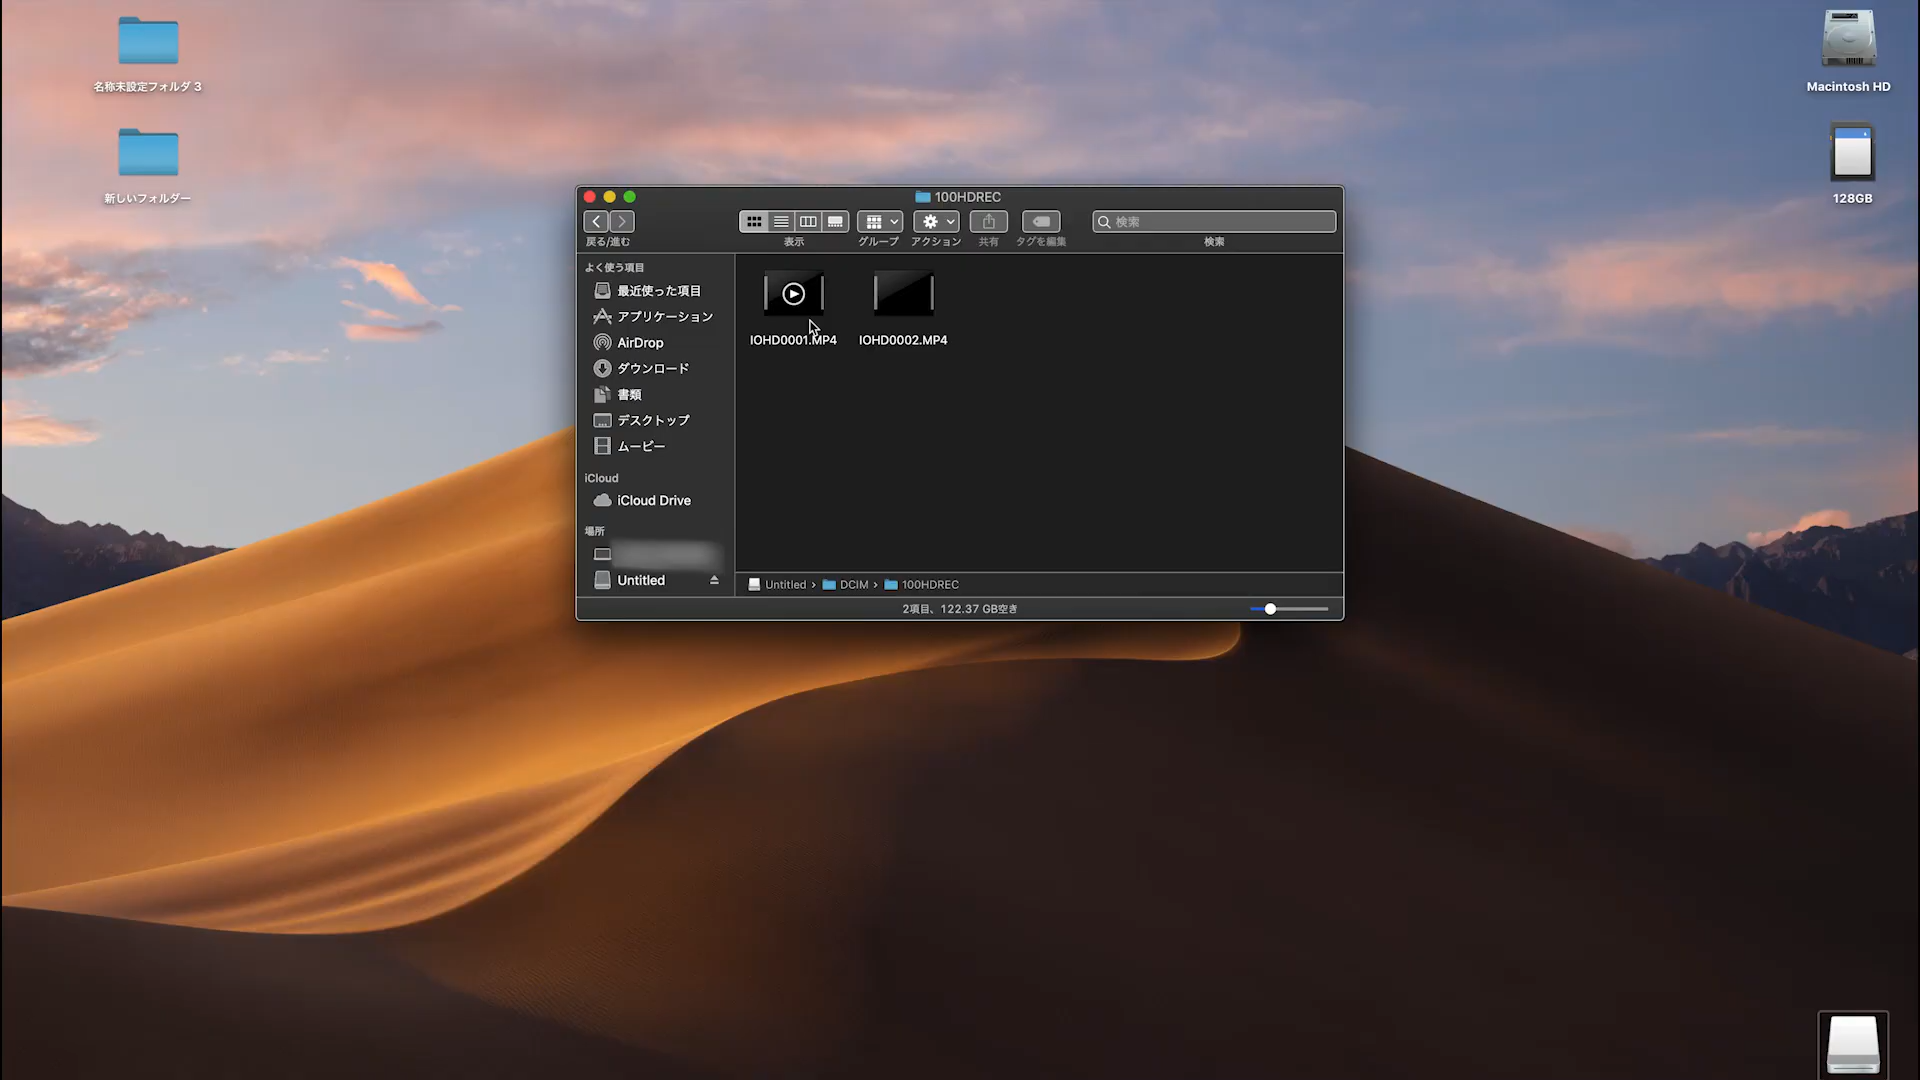 名称未設定フォルダ 3
新しいフォルダー
Macintosh HD
128GB
100HDREC
戻る/進む
表示
グループ
アクション
共有
タグを編集
検索
検索
よく使う項目
最近使った項目
アプリケーション
AirDrop
ダウンロード
書類
デスクトップ
ムービー
iCloud
iCloud Drive
場所
Untitled
IOHD0001.MP4
IOHD0002.MP4
Untitled › DCIM › 100HDREC
2項目、122.37 GB空き